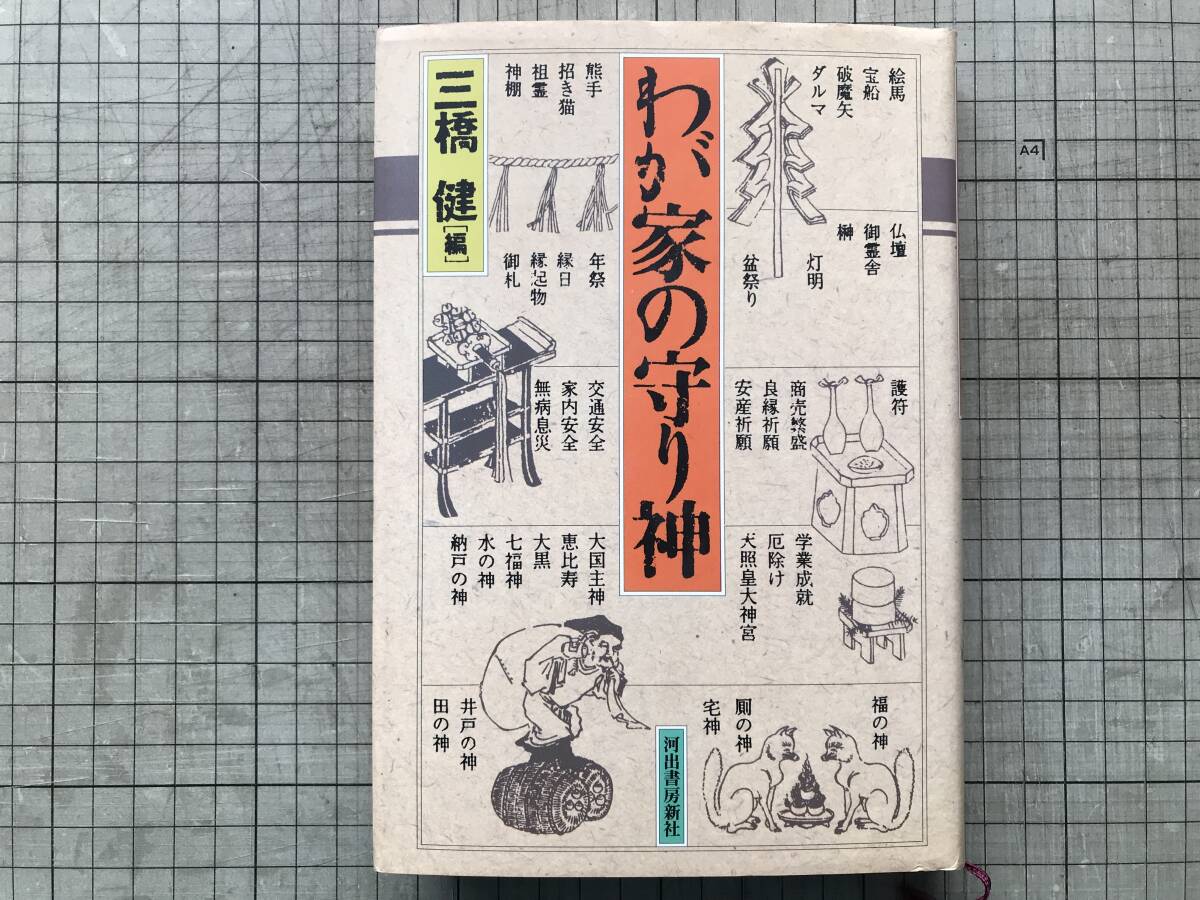 絵馬
宝船
破魔矢
ダルマ
わが家の守り神
熊手
招き猫
祖霊
神棚
三橋 健[編]
仏壇
御霊舎
榊
灯明
盆祭り
年祭
縁日
縁起物
御札
護符
商売繁盛
良縁祈願
安産祈願
交通安全
家内安全
無病息災
学業成就
厄除け
天照皇大神宮
大国主神
恵比寿
大黒
七福神
水の神
納戸の神
福の神
厠の神
宅神
井戸の神
田の神
河出書房新社
A4